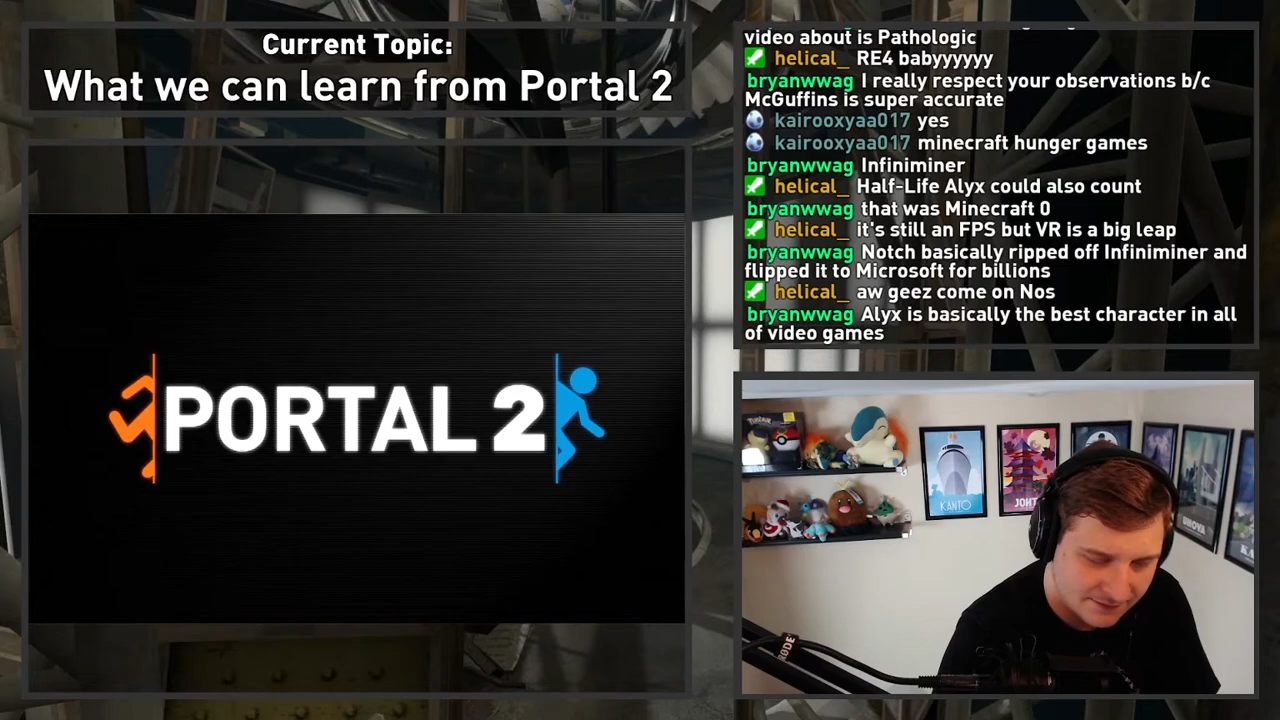 Current Topic:
What we can learn from Portal 2
PORTAL 2
video about is Pathologic
helical_ RE4 babyyyyyy
bryanwwag I really respect your observations b/c
McGuffins is super accurate
kairooxyaa017 yes
kairooxyaa017 minecraft hunger games
bryanwwag Infiniminer
helical_ Half-Life Alyx could also count
bryanwwag that was Minecraft 0
helical_ it's still an FPS but VR is a big leap
bryanwwag Notch basically ripped off Infiniminer and
flipped it to Microsoft for billions
helical_ aw geez come on Nos
bryanwwag Alyx is basically the best character in all
of video games
KANTO
RØDE